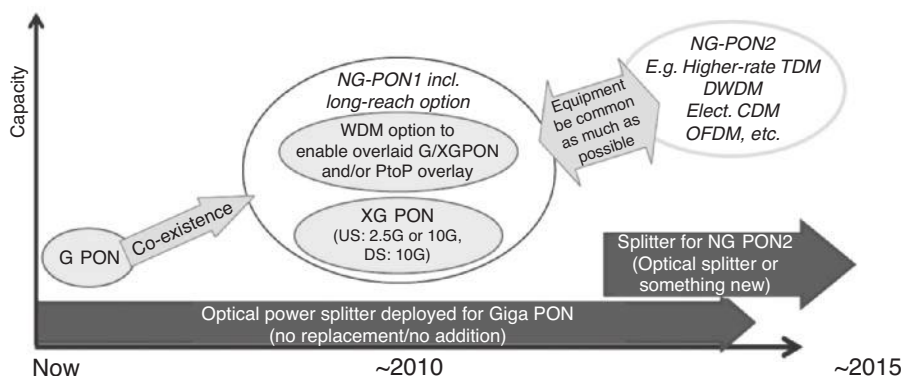 Capacity
NG-PON1 incl.
long-reach option
WDM option to
enable overlaid G/XGPON
and/or PtoP overlay
XG PON
(US: 2.5G or 10G,
DS: 10G)
G PON
Co-existence
Equipment
be common
as much as
possible
NG-PON2
E.g. Higher-rate TDM
DWDM
Elect. CDM
OFDM, etc.
Splitter for NG PON2
(Optical splitter or
something new)
Optical power splitter deployed for Giga PON
(no replacement/no addition)
Now
~2010
~2015